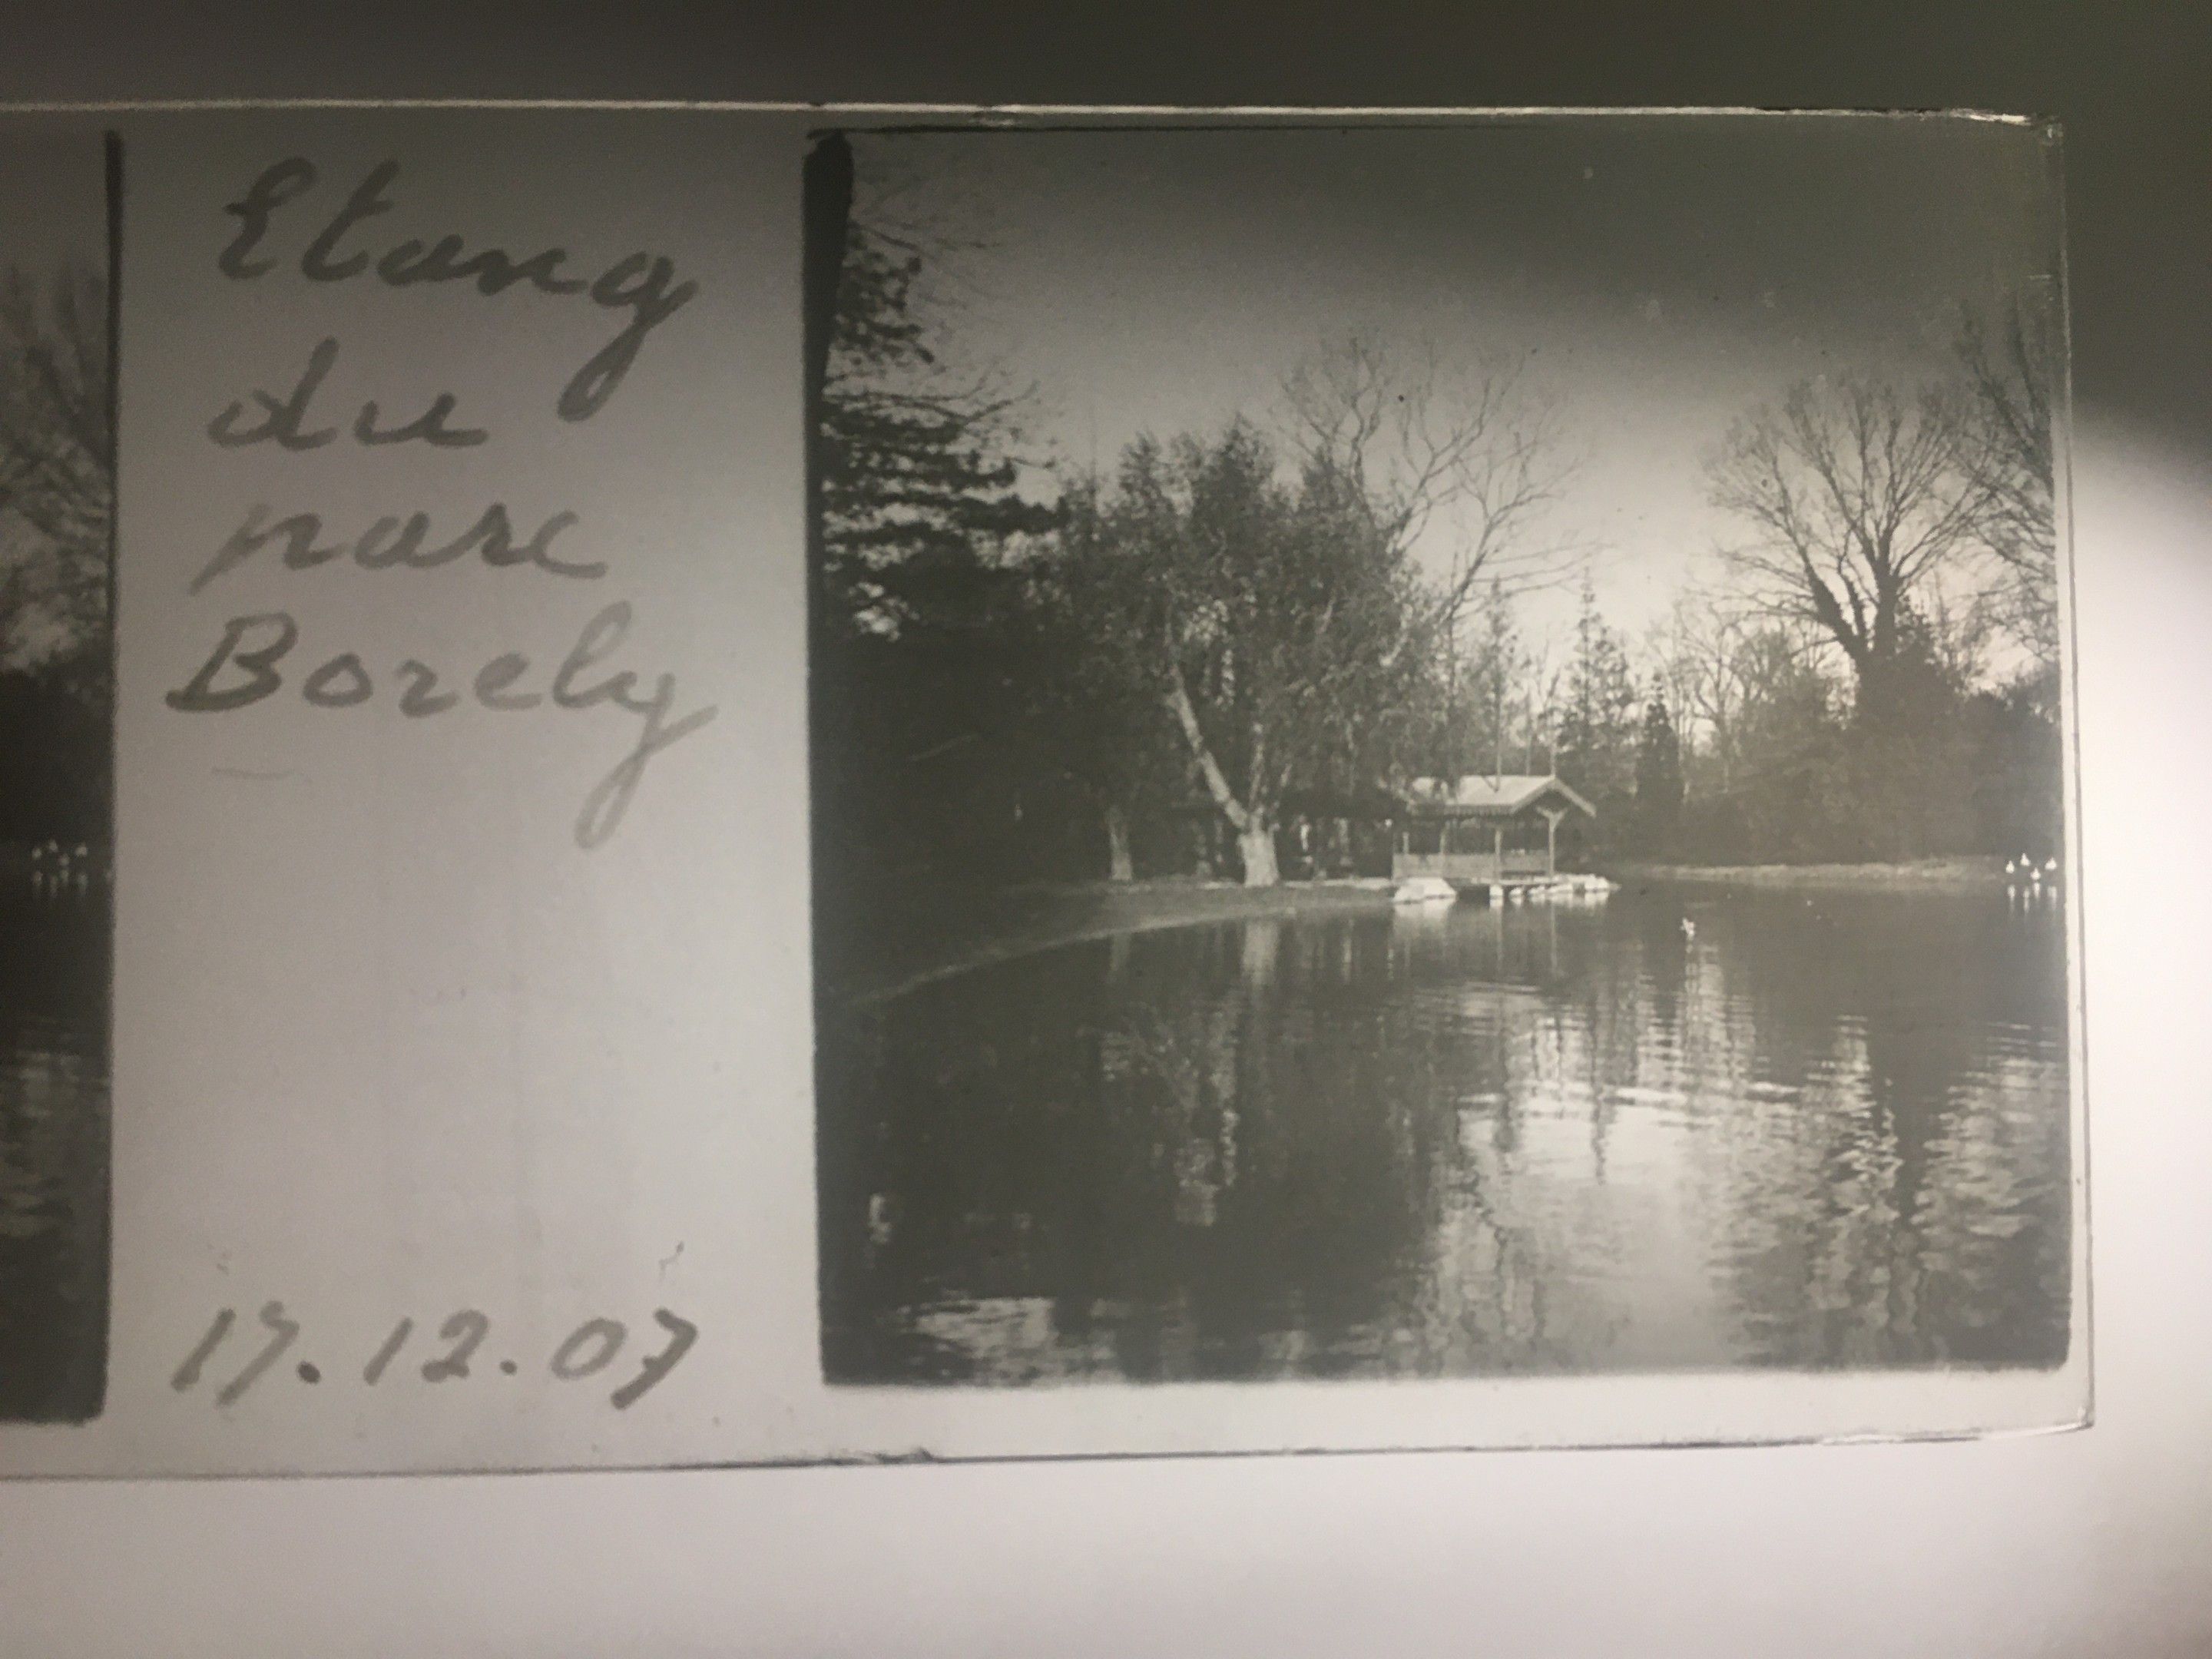 Etang
du
parc
Borely
17.12.07